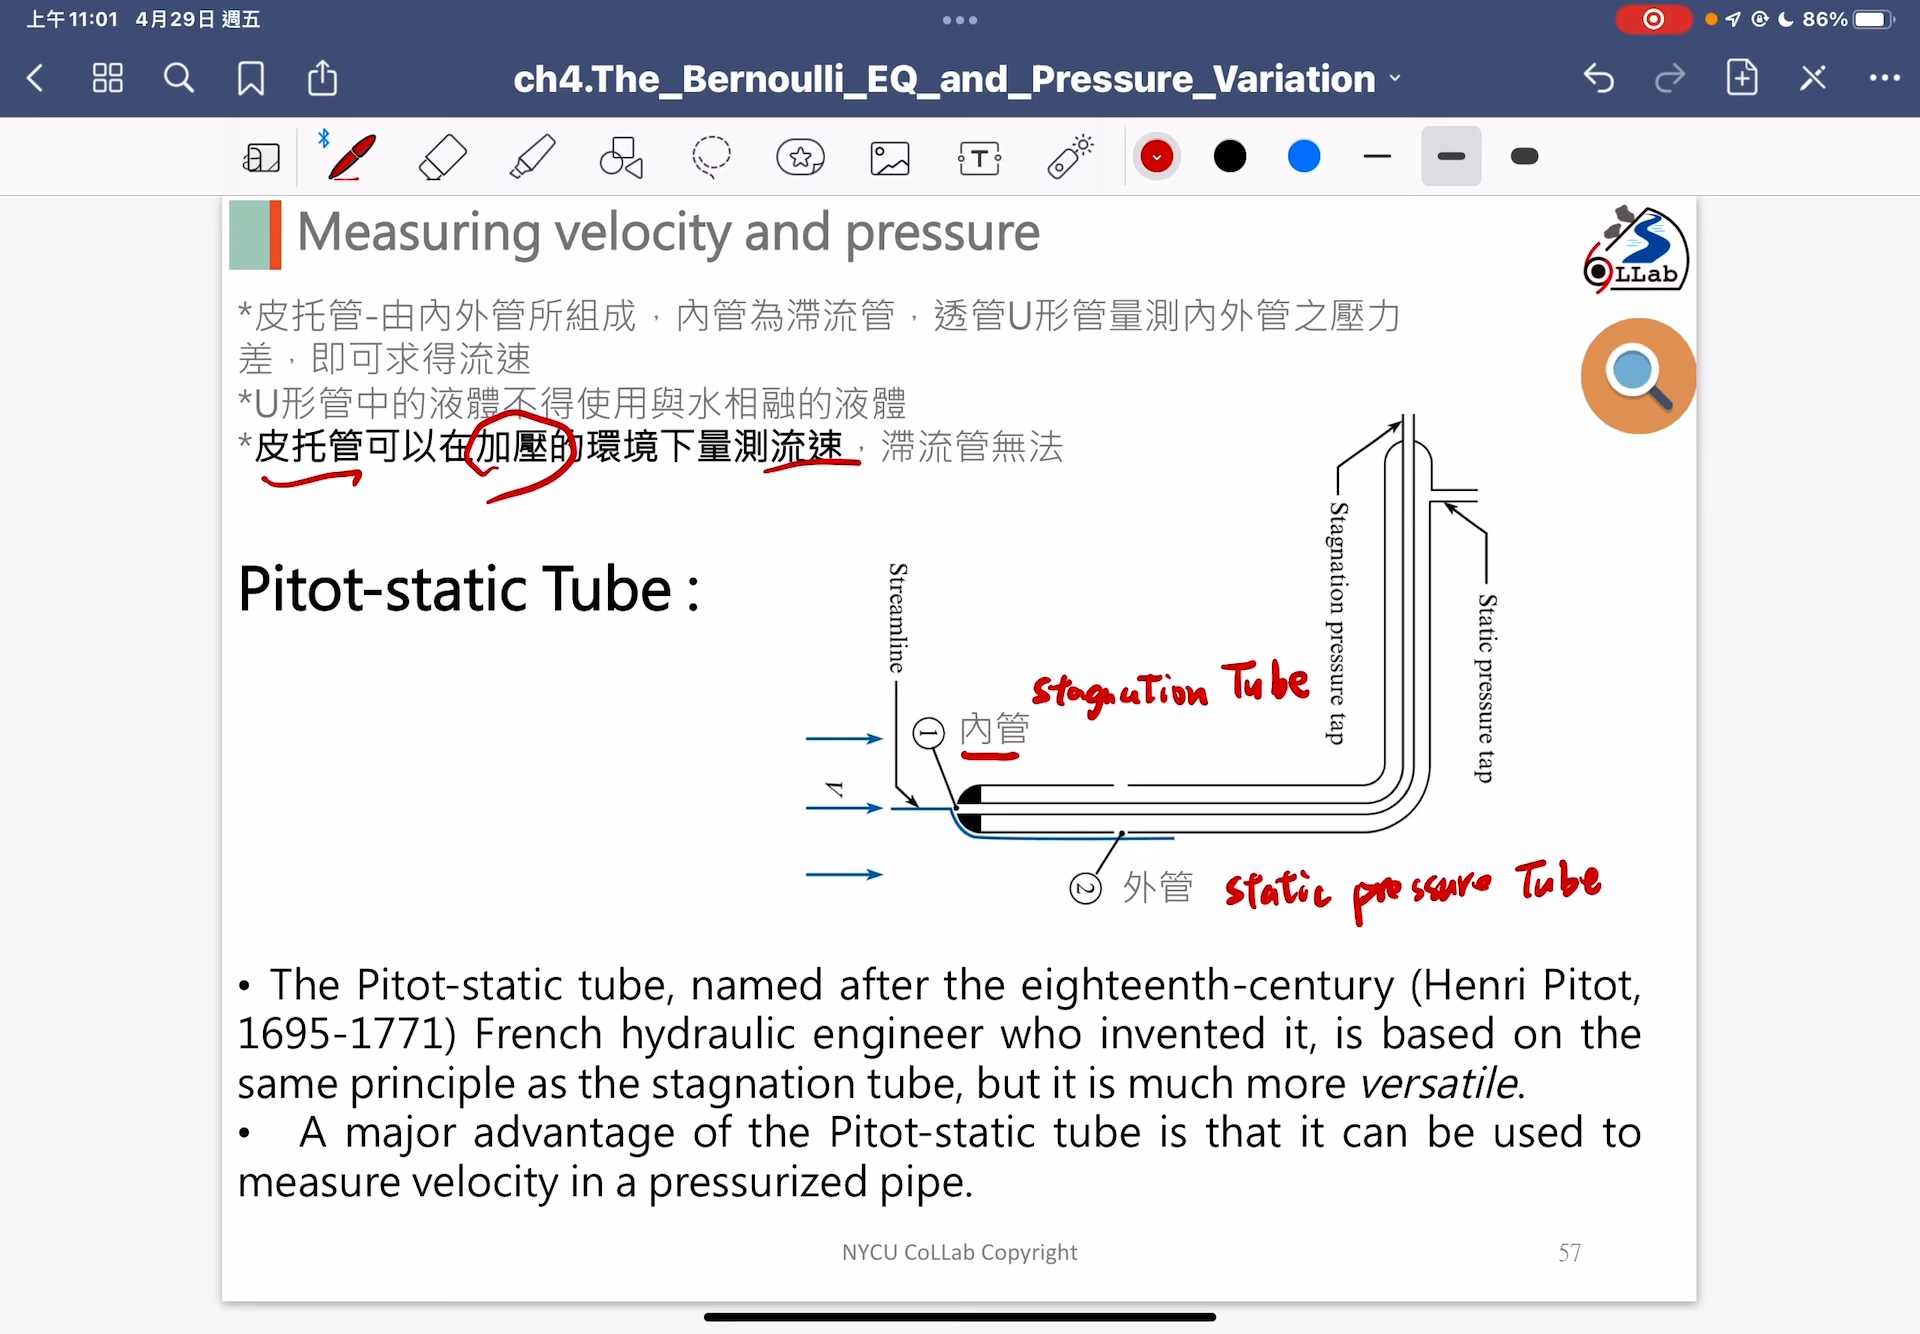 上午11:01 4月29日 週五
86%
ch4.The_Bernoulli_EQ_and_Pressure_Variation
Measuring velocity and pressure
CoLLab
*皮托管-由內外管所組成，內管為滯流管，透管U形管量測內外管之壓力
差，即可求得流速
*U形管中的液體不得使用與水相融的液體
*皮托管可以在加壓的環境下量測流速，滯流管無法
Pitot-static Tube :
Streamline
Stagnation pressure tap
Static pressure tap
stagnation Tube
1 內管
V
2 外管 static pressure Tube
• The Pitot-static tube, named after the eighteenth-century (Henri Pitot,
1695-1771) French hydraulic engineer who invented it, is based on the
same principle as the stagnation tube, but it is much more versatile.
• A major advantage of the Pitot-static tube is that it can be used to
measure velocity in a pressurized pipe.
NYCU CoLLab Copyright
57